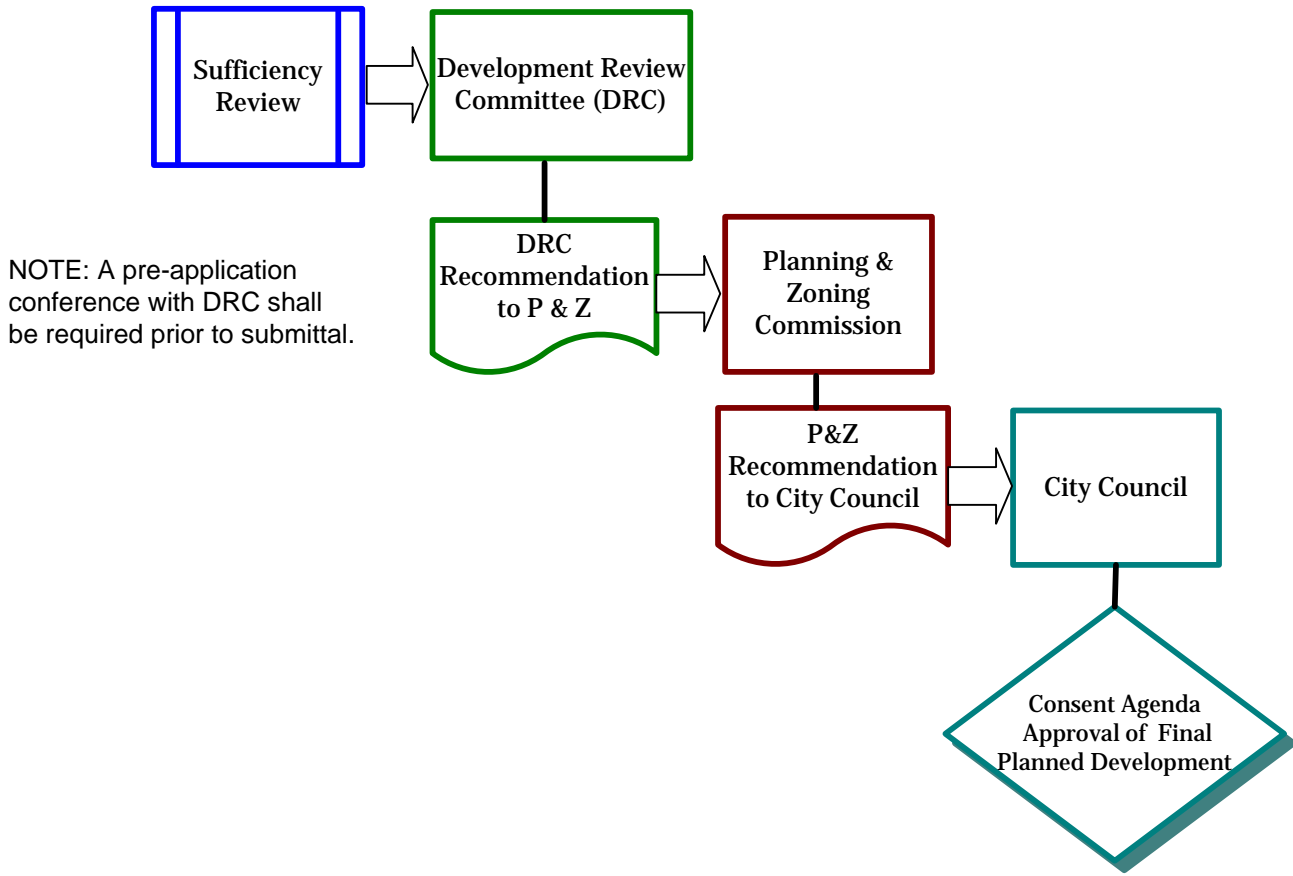 Sufficiency
Review
Development Review
Committee (DRC)
NOTE: A pre-application
conference with DRC shall
be required prior to submittal.
DRC
Recommendation
to P & Z
Planning &
Zoning
Commission
P&Z
Recommendation
to City Council
City Council
Consent Agenda
Approval of Final
Planned Development